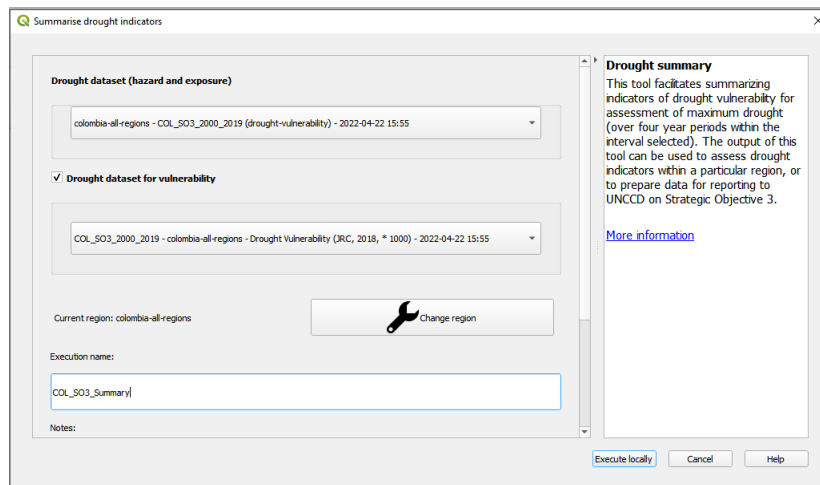 Summarise drought indicators
Drought dataset (hazard and exposure)
colombia-all-regions - COL_SO3_2000_2019 (drought-vulnerability) - 2022-04-22 15:55
Drought dataset for vulnerability
COL_SO3_2000_2019 - colombia-all-regions - Drought Vulnerability (JRC, 2018, * 1000) - 2022-04-22 15:55
Current region: colombia-all-regions
Change region
Execution name:
COL_SO3_Summary
Notes:
Drought summary
This tool facilitates summarizing
indicators of drought vulnerability for
assessment of maximum drought
(over four year periods within the
interval selected). The output of this
tool can be used to assess drought
indicators within a particular region, or
to prepare data for reporting to
UNCCD on Strategic Objective 3.
More information
Execute locally
Cancel
Help